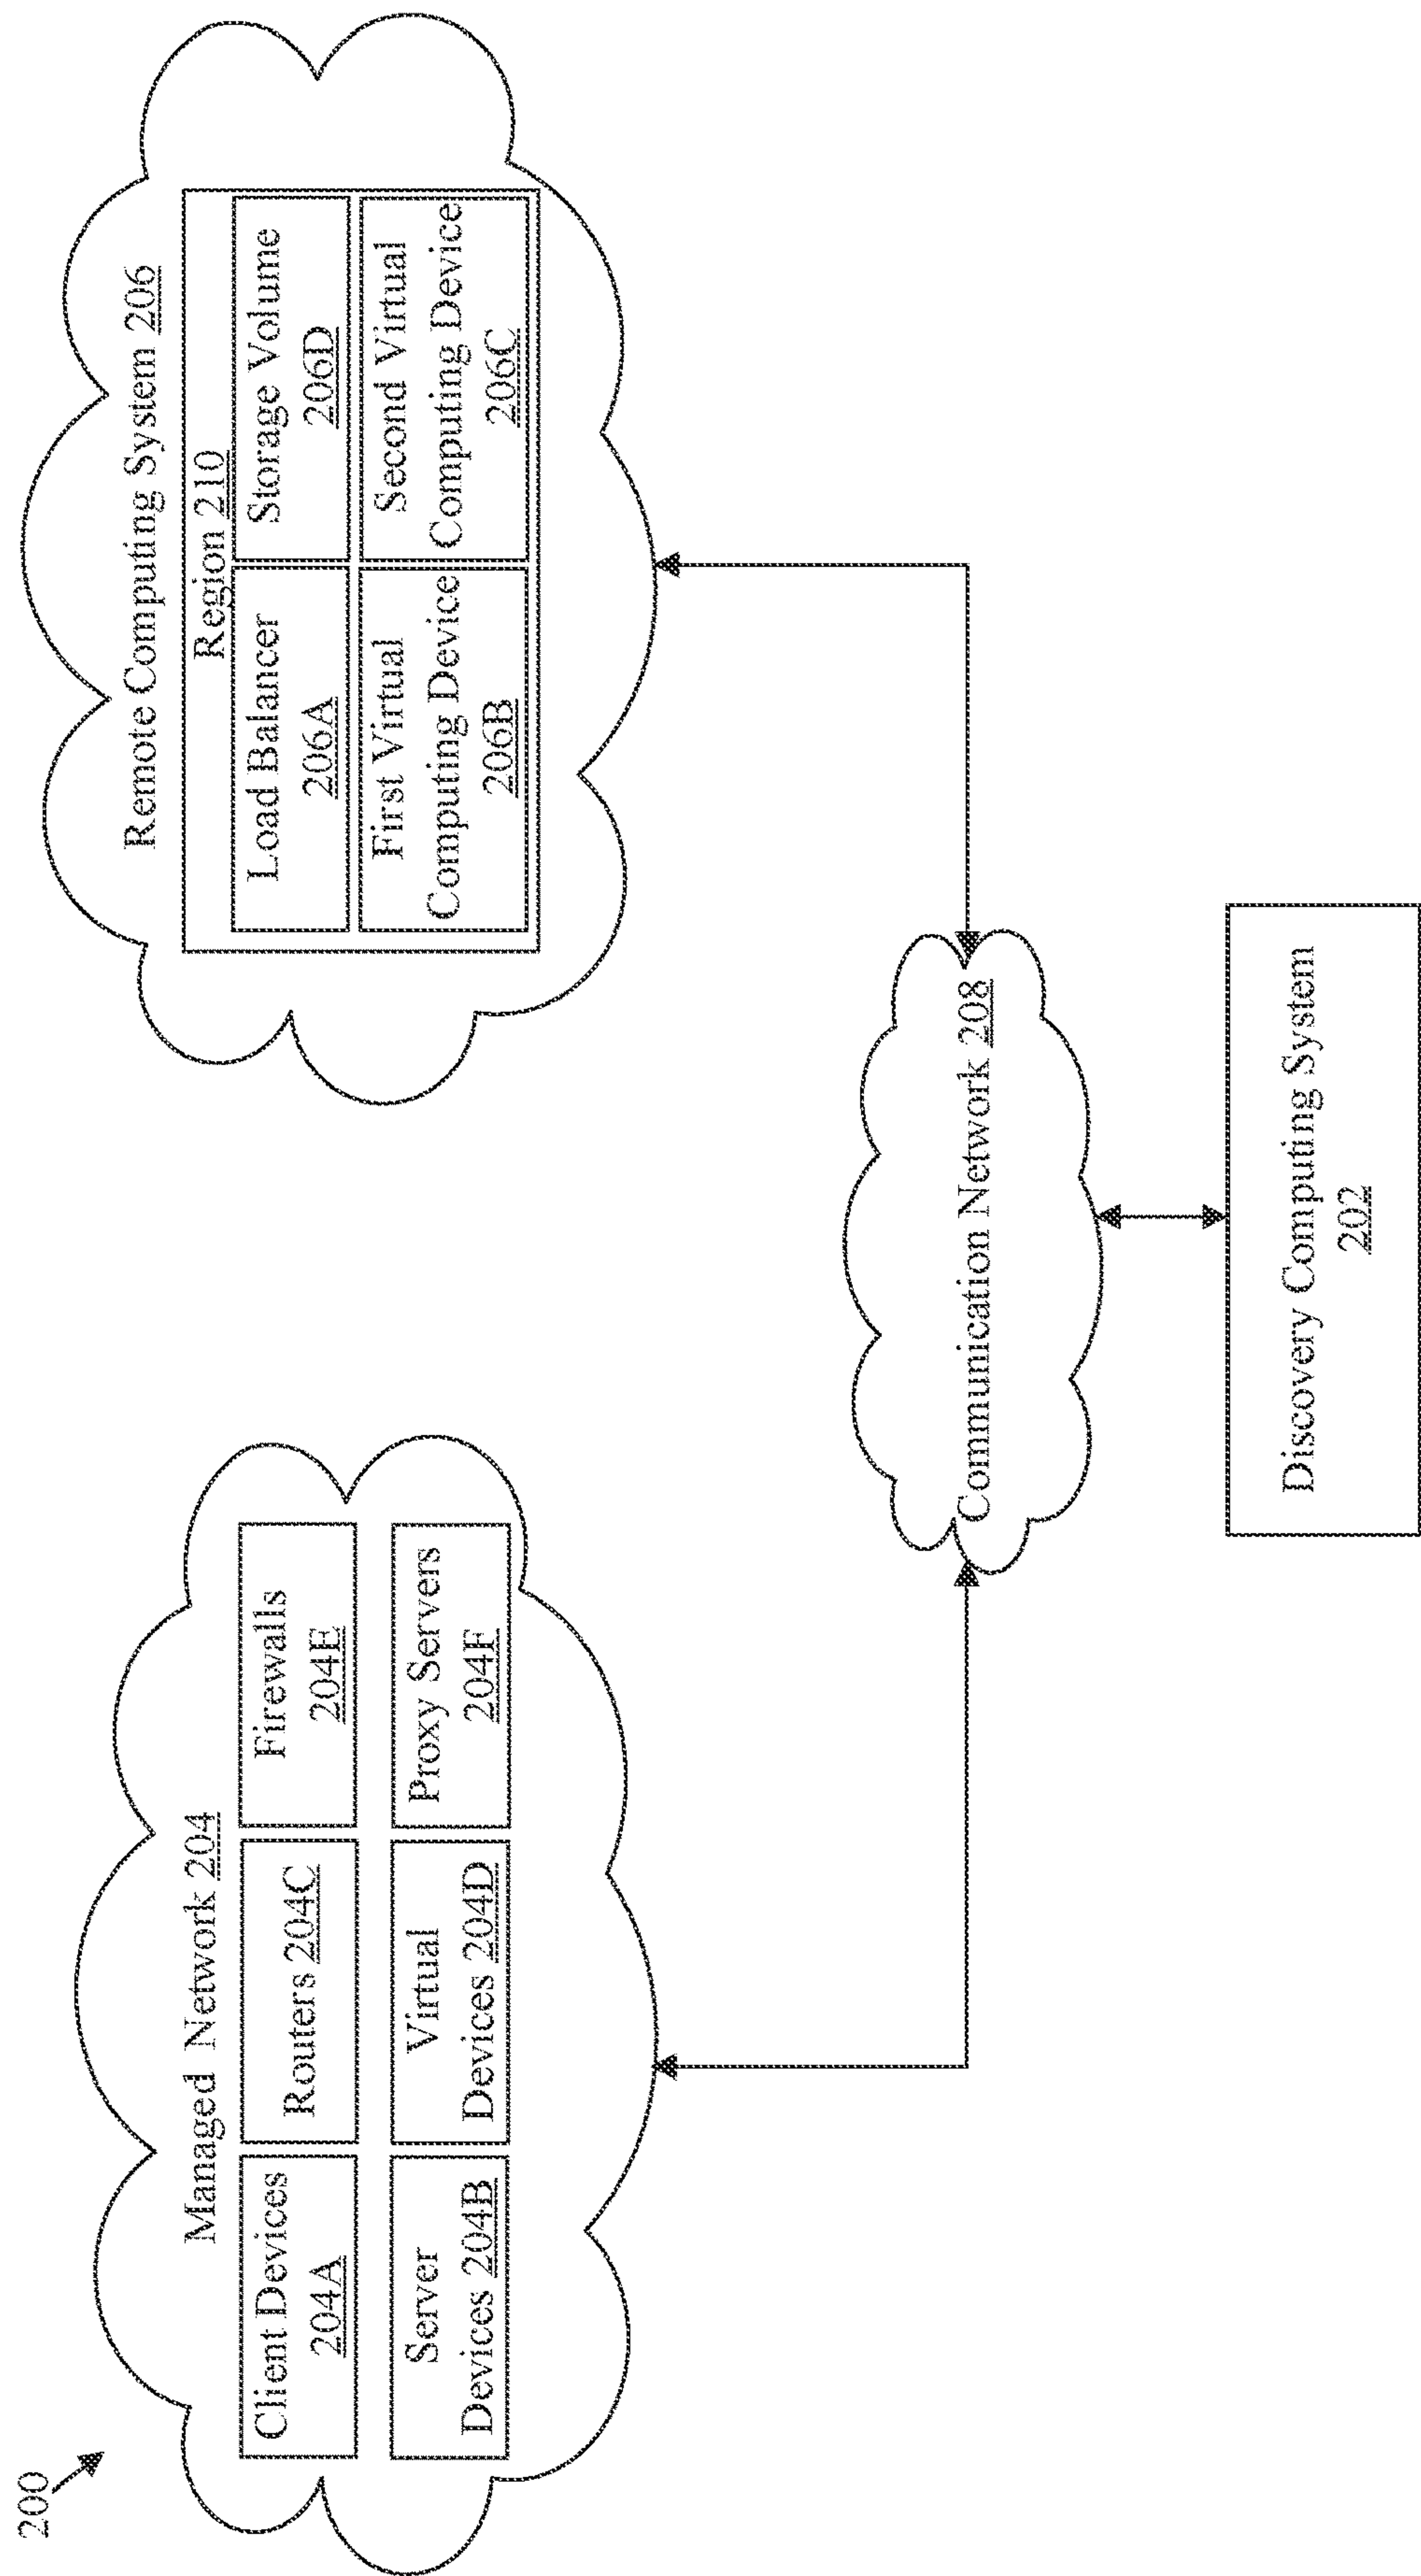 200
Managed Network 204
Client Devices
204A
Routers 204C
Firewalls
204E
Server
Devices 204B
Virtual
Devices 204D
Proxy Servers
204F
Remote Computing System 206
Region 210
Load Balancer
206A
Storage Volume
206D
First Virtual
Computing Device
206B
Second Virtual
Computing Device
206C
Communication Network 208
Discovery Computing System
202